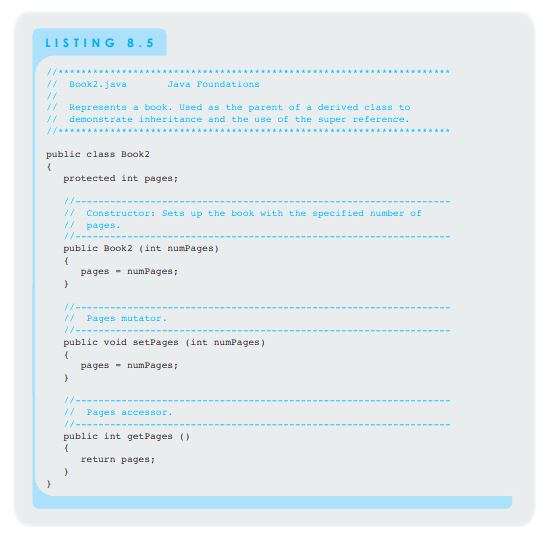 LISTING 8.5
//********************************************************************
//  Book2.java       Java Foundations
//
//  Represents a book. Used as the parent of a derived class to
//  demonstrate inheritance and the use of the super reference.
//********************************************************************
public class Book2
{
   protected int pages;
   //-----------------------------------------------------------------
   //  Constructor: Sets up the book with the specified number of
   //  pages.
   //-----------------------------------------------------------------
   public Book2 (int numPages)
   {
      pages = numPages;
   }
   //-----------------------------------------------------------------
   //  Pages mutator.
   //-----------------------------------------------------------------
   public void setPages (int numPages)
   {
      pages = numPages;
   }
   //-----------------------------------------------------------------
   //  Pages accessor.
   //-----------------------------------------------------------------
   public int getPages ()
   {
      return pages;
   }
}